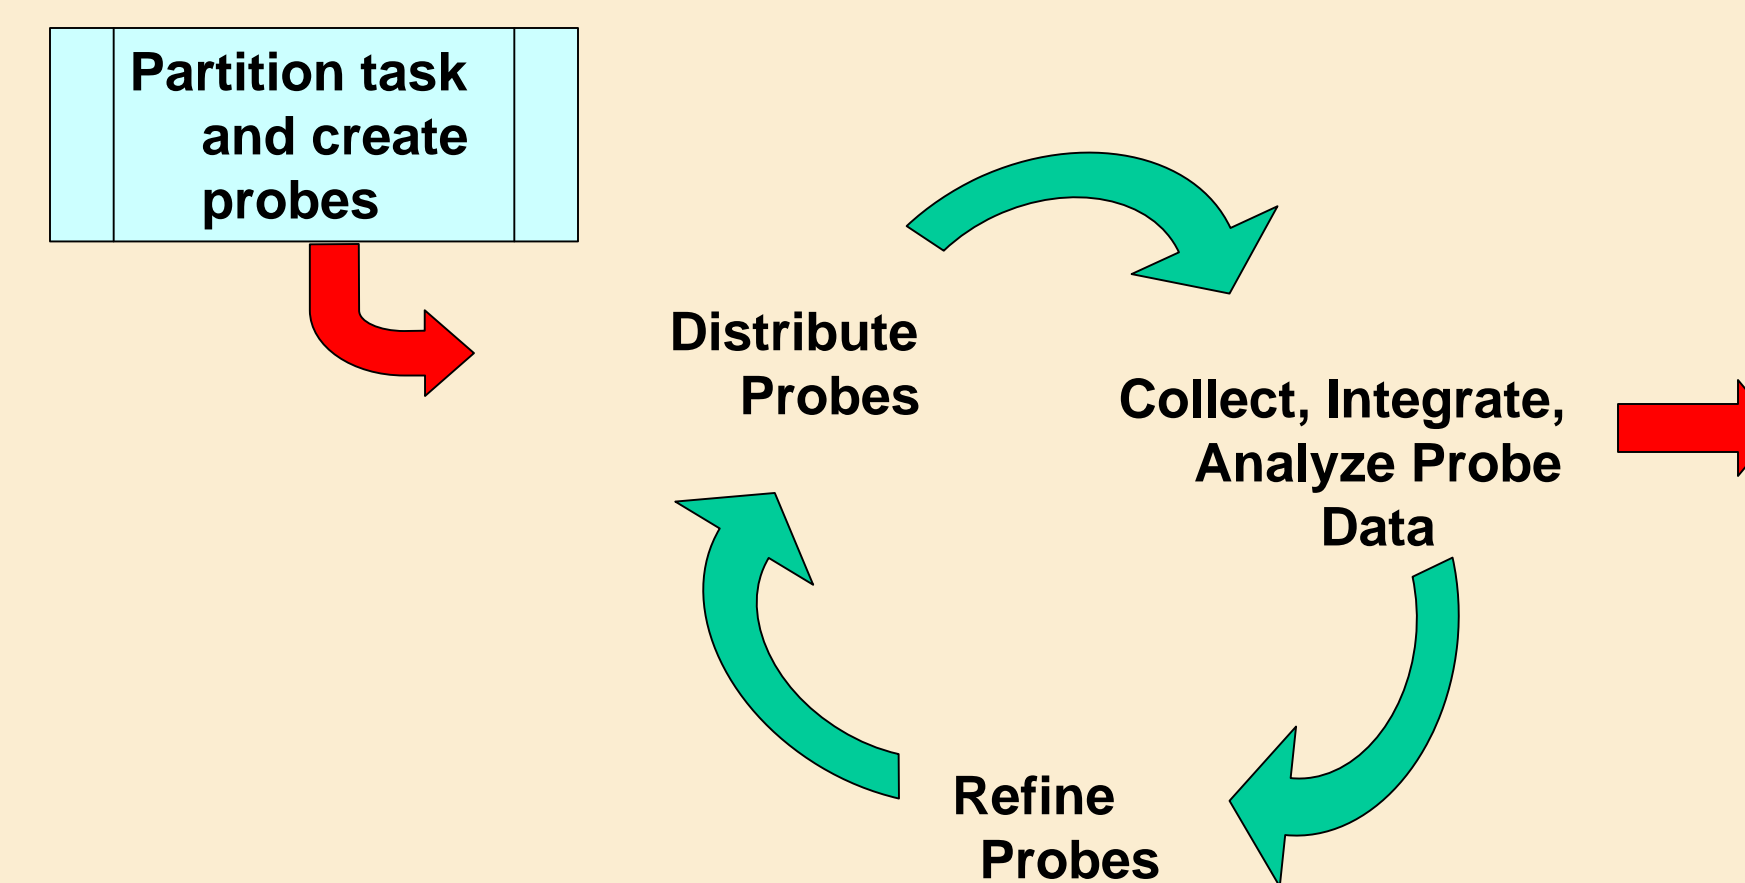 Partition task
and create
probes
Distribute
Probes
Collect, Integrate,
Analyze Probe
Data
Refine
Probes